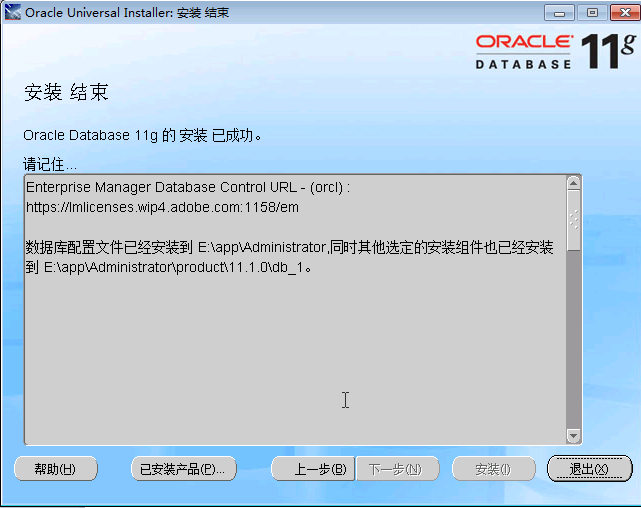 Oracle Universal Installer: 安装 结束
ORACLE 11g
DATABASE
安装 结束
Oracle Database 11g 的 安装 已成功。
请记住...
Enterprise Manager Database Control URL - (orcl) :
https://lmlicenses.wip4.adobe.com:1158/em
数据库配置文件已经安装到 E:\app\Administrator,同时其他选定的安装组件也已经安装
到 E:\app\Administrator\product\11.1.0\db_1。
帮助(H) 已安装产品(P)... 上一步(B) 下一步(N) 安装(I) 退出(X)